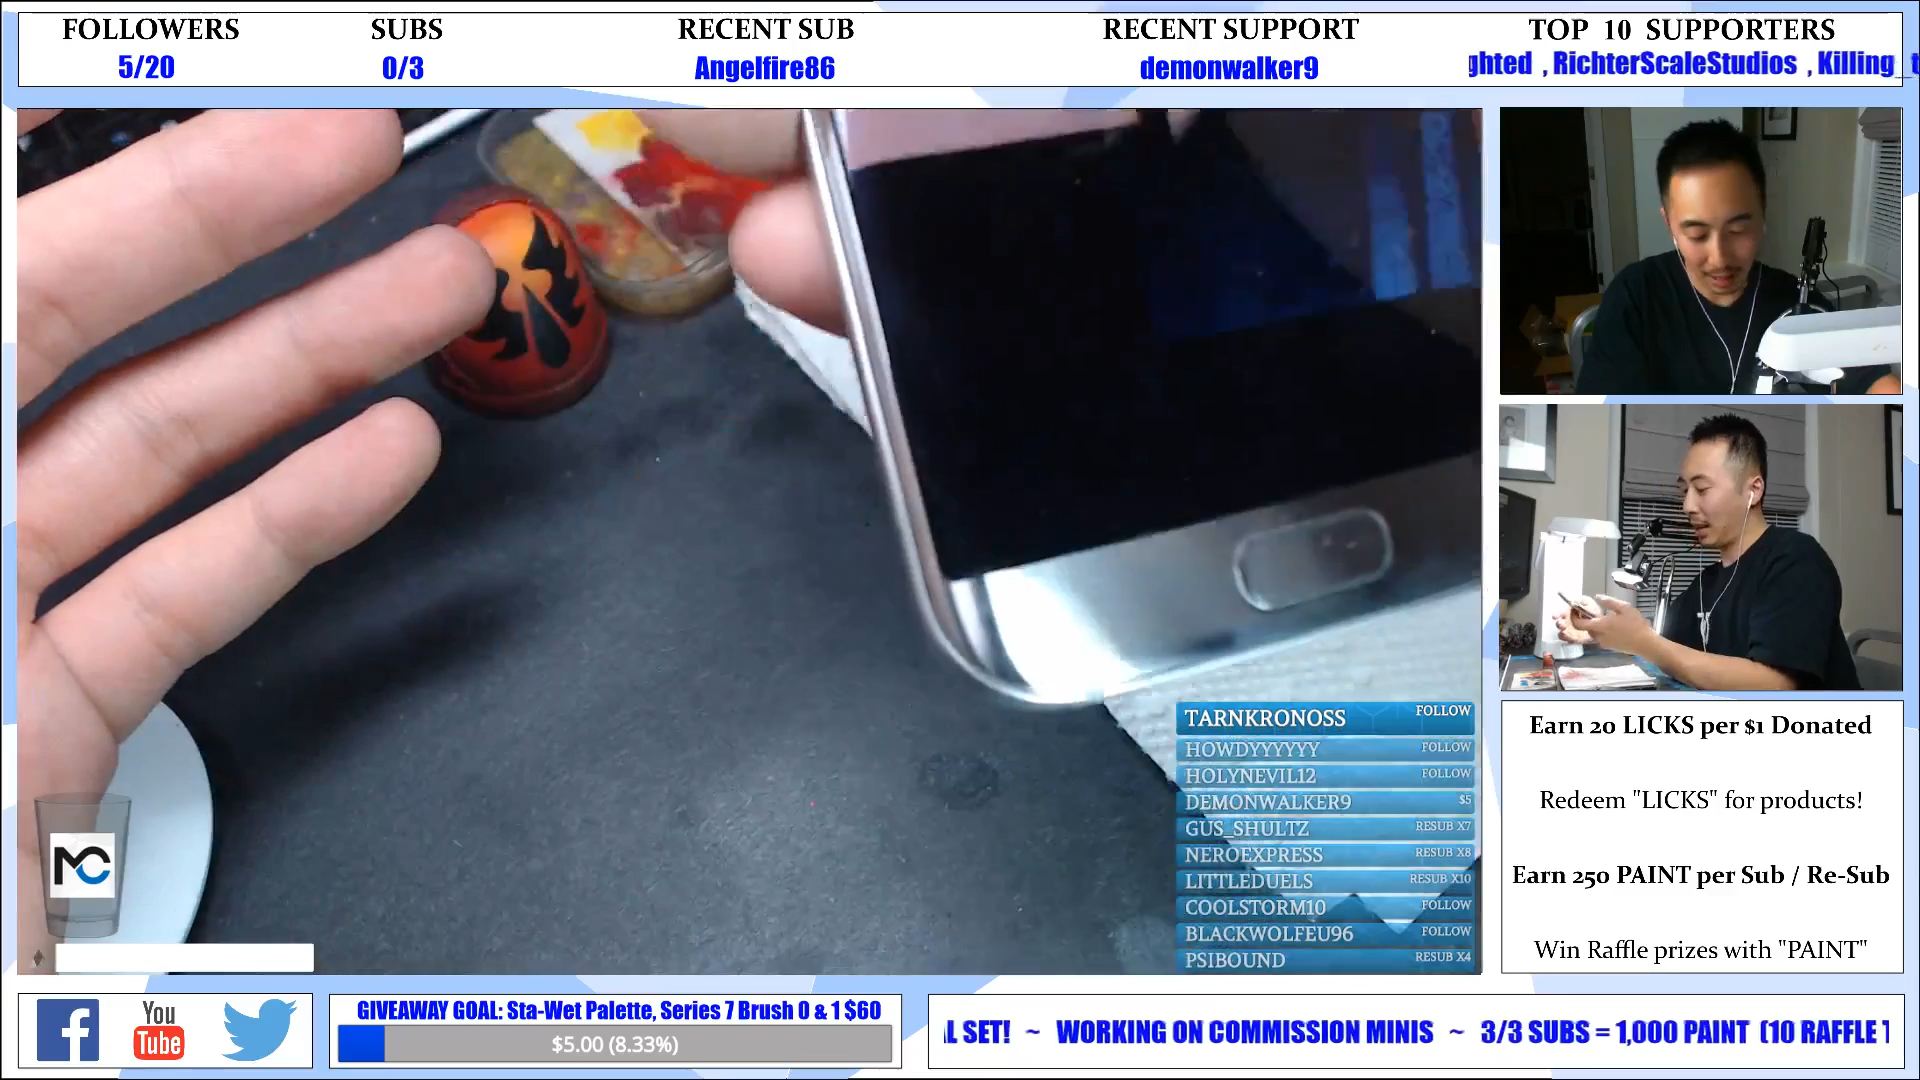 FOLLOWERS
5/20
SUBS
0/3
RECENT SUB
Angelfire86
RECENT SUPPORT
demonwalker9
TOP 10 SUPPORTERS
ghted , RichterScaleStudios , Killing_t
TARNKRONOSS FOLLOW
HOWDYYYYYY FOLLOW
HOLYNEVIL12 FOLLOW
DEMONWALKER9 $5
GUS_SHULTZ RESUB X7
NEROEXPRESS RESUB X8
LITTLEDUELS RESUB X10
COOLSTORM10 FOLLOW
BLACKWOLFEU96 FOLLOW
PSIBOUND RESUB X4
Earn 20 LICKS per $1 Donated
Redeem "LICKS" for products!
Earn 250 PAINT per Sub / Re-Sub
Win Raffle prizes with "PAINT"
MC
f
You
Tube
GIVEAWAY GOAL: Sta-Wet Palette, Series 7 Brush 0 & 1 $60
$5.00 (8.33%)
L SET! ~ WORKING ON COMMISSION MINIS ~ 3/3 SUBS = 1,000 PAINT (10 RAFFLE T